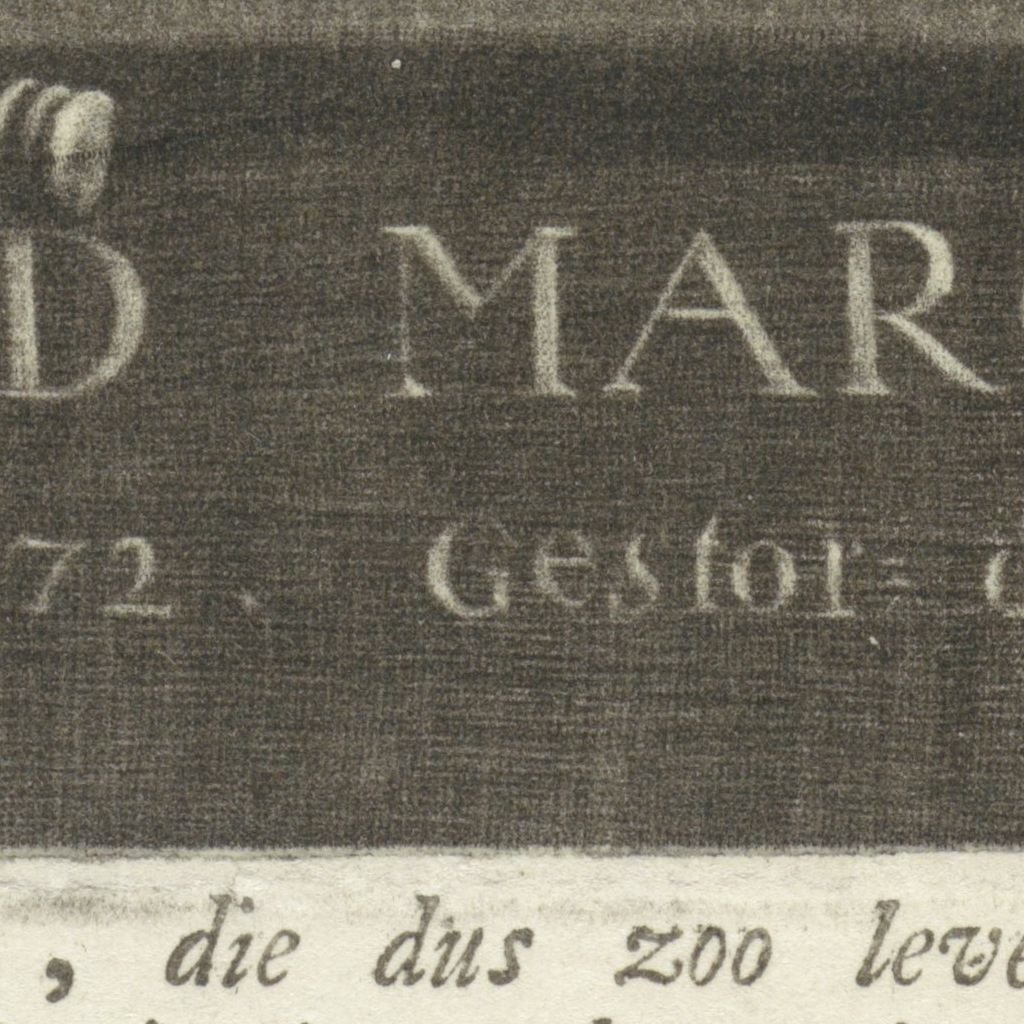 D MAR
72. Gestor: 
, die dus zoo leve